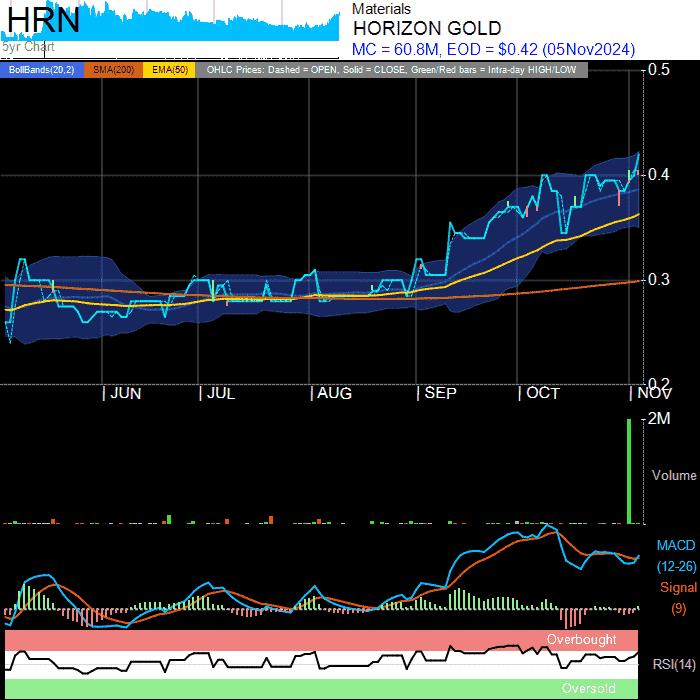 HRN
5yr Chart
Materials
HORIZON GOLD
MC = 60.8M, EOD = $0.42 (05Nov2024)
BollBands(20,2) SMA(200) EMA(50) OHLC Prices: Dashed = OPEN, Solid = CLOSE, Green/Red bars = Intra-day HIGH/LOW
0.5
0.4
0.3
0.2
JUN JUL AUG SEP OCT NOV
2M
Volume
MACD
(12-26)
Signal
(9)
Overbought
RSI(14)
Oversold